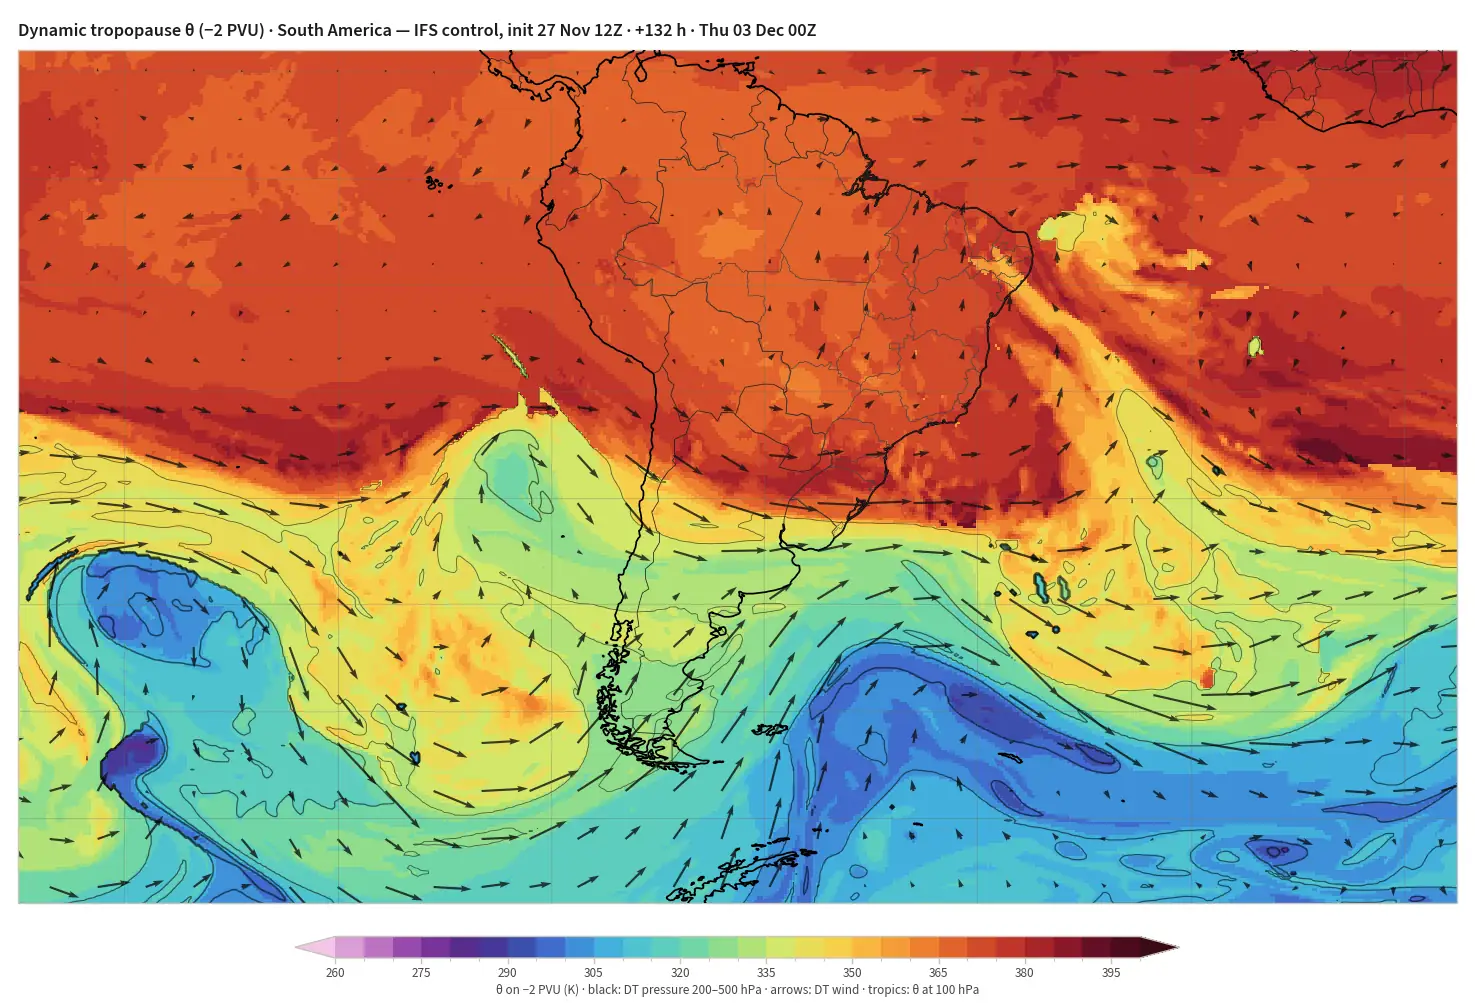 Dynamic tropopause θ (−2 PVU) · South America — IFS control, init 27 Nov 12Z · +132 h · Thu 03 Dec 00Z
260 275 290 305 320 335 350 365 380 395
θ on −2 PVU (K) · black: DT pressure 200–500 hPa · arrows: DT wind · tropics: θ at 100 hPa